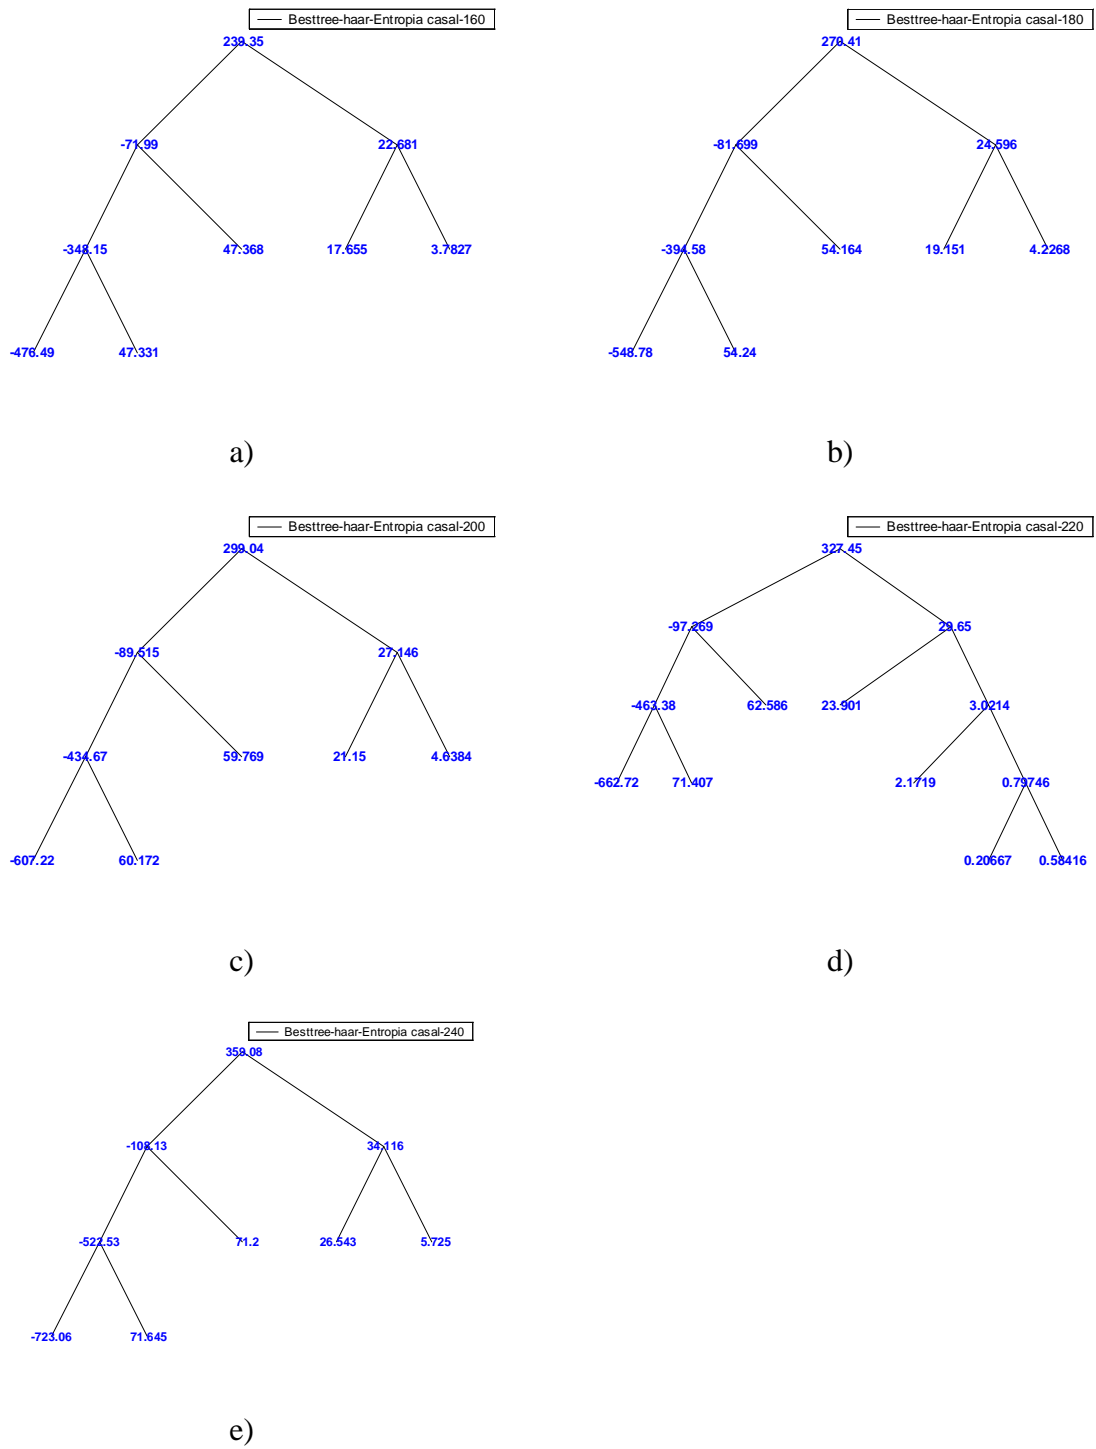 Besttree-haar-Entropia casal-160
239.35
-71.99 22.681
-348.15 47.368 17.655 3.7827
-476.49 47.331
a)
Besttree-haar-Entropia casal-180
270.41
-81.699 24.596
-394.58 54.164 19.151 4.2268
-548.78 54.24
b)
Besttree-haar-Entropia casal-200
299.04
-89.515 27.146
-434.67 59.769 21.15 4.6384
-607.22 60.172
c)
Besttree-haar-Entropia casal-220
327.45
-97.269 29.65
-463.38 62.586 23.901 3.0214
-662.72 71.407 2.1719 0.79746
0.20667 0.58416
d)
Besttree-haar-Entropia casal-240
359.08
-108.13 34.116
-522.53 71.2 26.543 5.725
-723.06 71.645
e)